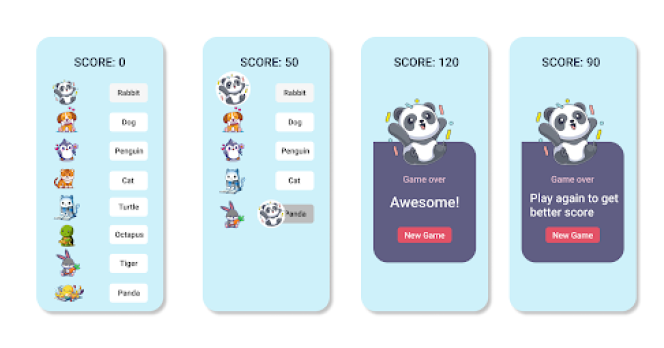 SCORE: 0
Rabbit
Dog
Penguin
Cat
Turtle
Octapus
Tiger
Panda
SCORE: 50
Rabbit
Dog
Penguin
Cat
Panda
SCORE: 120
Game over
Awesome!
New Game
SCORE: 90
Game over
Play again to get
better score
New Game